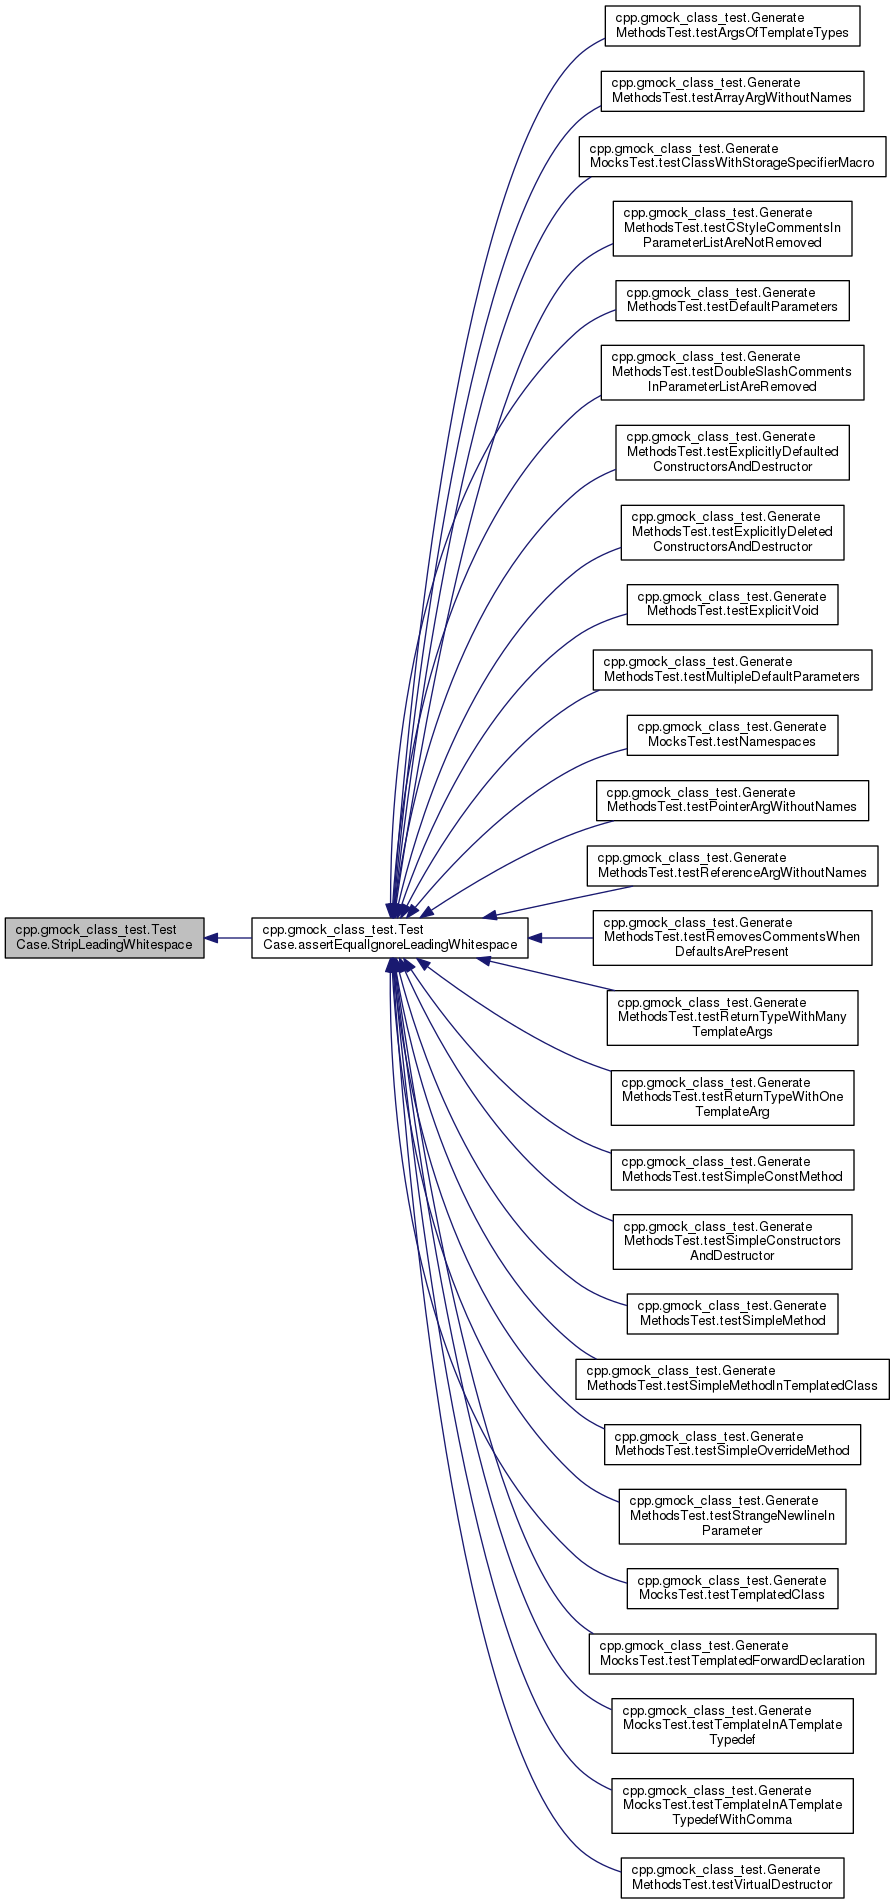 cpp.gmock_class_test.Generate
MethodsTest.testArgsOfTemplateTypes
cpp.gmock_class_test.Generate
MethodsTest.testArrayArgWithoutNames
cpp.gmock_class_test.Generate
MocksTest.testClassWithStorageSpecifierMacro
cpp.gmock_class_test.Generate
MethodsTest.testCStyleCommentsIn
ParameterListAreNotRemoved
cpp.gmock_class_test.Generate
MethodsTest.testDefaultParameters
cpp.gmock_class_test.Generate
MethodsTest.testDoubleSlashComments
InParameterListAreRemoved
cpp.gmock_class_test.Generate
MethodsTest.testExplicitlyDefaulted
ConstructorsAndDestructor
cpp.gmock_class_test.Generate
MethodsTest.testExplicitlyDeleted
ConstructorsAndDestructor
cpp.gmock_class_test.Generate
MethodsTest.testExplicitVoid
cpp.gmock_class_test.Generate
MethodsTest.testMultipleDefaultParameters
cpp.gmock_class_test.Generate
MocksTest.testNamespaces
cpp.gmock_class_test.Generate
MethodsTest.testPointerArgWithoutNames
cpp.gmock_class_test.Generate
MethodsTest.testReferenceArgWithoutNames
cpp.gmock_class_test.Test
Case.StripLeadingWhitespace
cpp.gmock_class_test.Test
Case.assertEqualIgnoreLeadingWhitespace
cpp.gmock_class_test.Generate
MethodsTest.testRemovesCommentsWhen
DefaultsArePresent
cpp.gmock_class_test.Generate
MethodsTest.testReturnTypeWithMany
TemplateArgs
cpp.gmock_class_test.Generate
MethodsTest.testReturnTypeWithOne
TemplateArg
cpp.gmock_class_test.Generate
MethodsTest.testSimpleConstMethod
cpp.gmock_class_test.Generate
MethodsTest.testSimpleConstructors
AndDestructor
cpp.gmock_class_test.Generate
MethodsTest.testSimpleMethod
cpp.gmock_class_test.Generate
MethodsTest.testSimpleMethodInTemplatedClass
cpp.gmock_class_test.Generate
MethodsTest.testSimpleOverrideMethod
cpp.gmock_class_test.Generate
MethodsTest.testStrangeNewlineIn
Parameter
cpp.gmock_class_test.Generate
MocksTest.testTemplatedClass
cpp.gmock_class_test.Generate
MocksTest.testTemplatedForwardDeclaration
cpp.gmock_class_test.Generate
MocksTest.testTemplateInATemplate
Typedef
cpp.gmock_class_test.Generate
MocksTest.testTemplateInATemplate
TypedefWithComma
cpp.gmock_class_test.Generate
MethodsTest.testVirtualDestructor